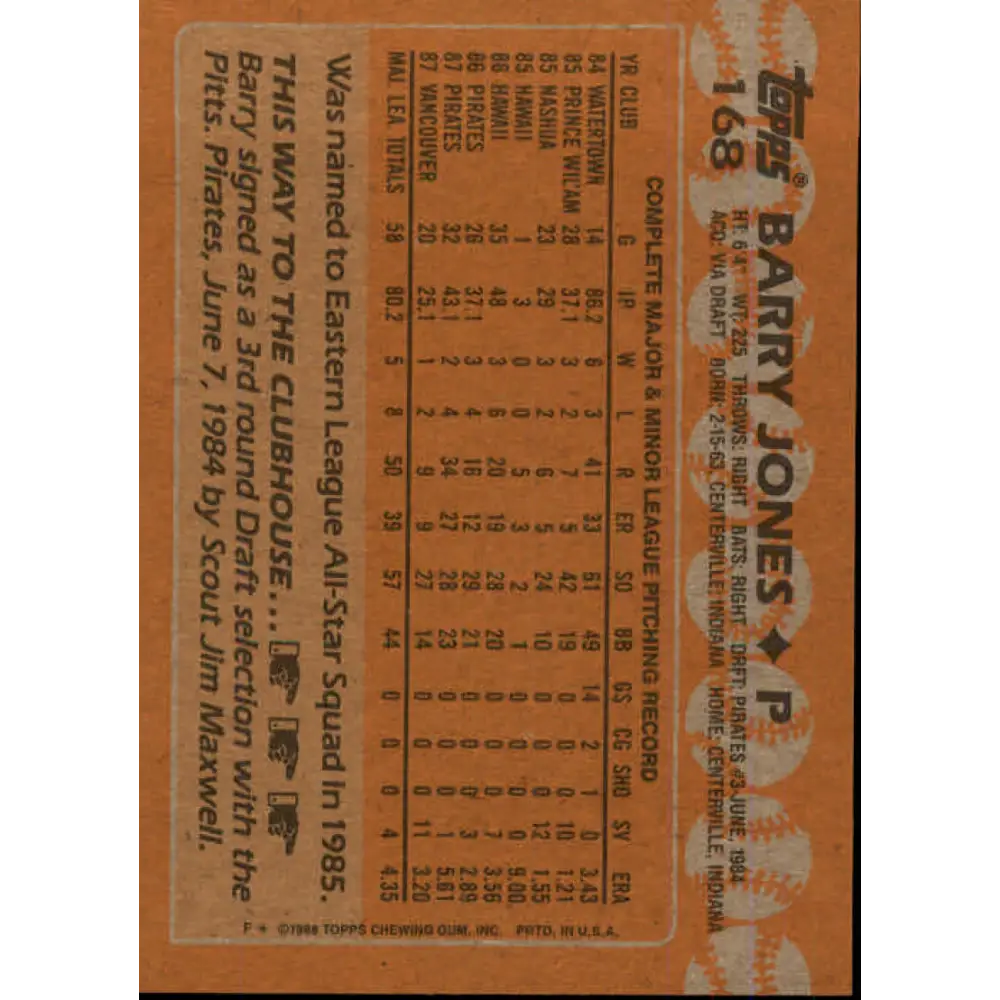 topps® BARRY JONES ◆ P
168
HT: 6'4" WT: 225 THROWS: RIGHT BATS: RIGHT DRFT: PIRATES #3-JUNE, 1984
ACQ: VIA DRAFT BORN: 2-15-63, CENTERVILLE, INDIANA HOME: CENTERVILLE, INDIANA
COMPLETE MAJOR & MINOR LEAGUE PITCHING RECORD
YR CLUB G IP W L R ER SO BB GS CG SHO SV ERA
84 WATERTOWN 14 86.2 6 3 41 33 61 49 14 2 1 0 3.43
85 PRINCE WIL'AM 28 37.1 3 2 7 5 42 19 0 0 0 10 1.21
85 NASHUA 23 29 3 2 6 5 24 10 0 0 0 12 1.55
85 HAWAII 1 3 0 0 5 3 2 1 0 0 0 0 9.00
86 HAWAII 35 48 3 6 20 19 28 20 0 0 0 7 3.56
86 PIRATES 26 37.1 3 4 16 12 29 21 0 0 0 3 2.89
87 PIRATES 32 43.1 2 4 34 27 28 23 0 0 0 1 5.61
87 VANCOUVER 20 25.1 1 2 9 9 27 14 0 0 0 11 3.20
MAJ. LEA. TOTALS 58 80.2 5 8 50 39 57 44 0 0 0 4 4.35
Was named to Eastern League All-Star Squad in 1985.
THIS WAY TO THE CLUBHOUSE...
Barry signed as a 3rd round Draft selection with the
Pitts. Pirates, June 7, 1984 by Scout Jim Maxwell.
F * ©1988 TOPPS CHEWING GUM, INC. PRTD. IN U.S.A.